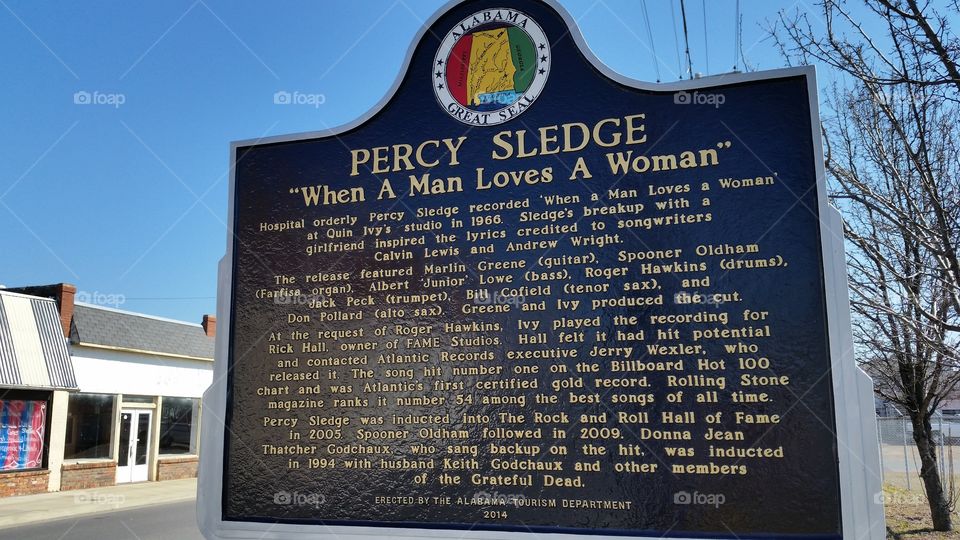 ALABAMA
GREAT SEAL
PERCY SLEDGE
"When A Man Loves A Woman"
Hospital orderly Percy Sledge recorded 'When a Man Loves a Woman'
at Quin Ivy's studio in 1966. Sledge's breakup with a
girlfriend inspired the lyrics credited to songwriters
Calvin Lewis and Andrew Wright.
The release featured Marlin Greene (guitar), Spooner Oldham
(Farfisa organ), Albert 'Junior' Lowe (bass), Roger Hawkins (drums),
Jack Peck (trumpet), Bill Cofield (tenor sax), and
Don Pollard (alto sax). Greene and Ivy produced the cut.
At the request of Roger Hawkins, Ivy played the recording for
Rick Hall, owner of FAME Studios. Hall felt it had hit potential
and contacted Atlantic Records executive Jerry Wexler, who
released it. The song hit number one on the Billboard Hot 100
chart and was Atlantic's first certified gold record. Rolling Stone
magazine ranks it number 54 among the best songs of all time.
Percy Sledge was inducted into The Rock and Roll Hall of Fame
in 2005. Spooner Oldham followed in 2009. Donna Jean
Thatcher Godchaux, who sang backup on the hit, was inducted
in 1994 with husband Keith Godchaux and other members
of the Grateful Dead.
ERECTED BY THE ALABAMA TOURISM DEPARTMENT
2014